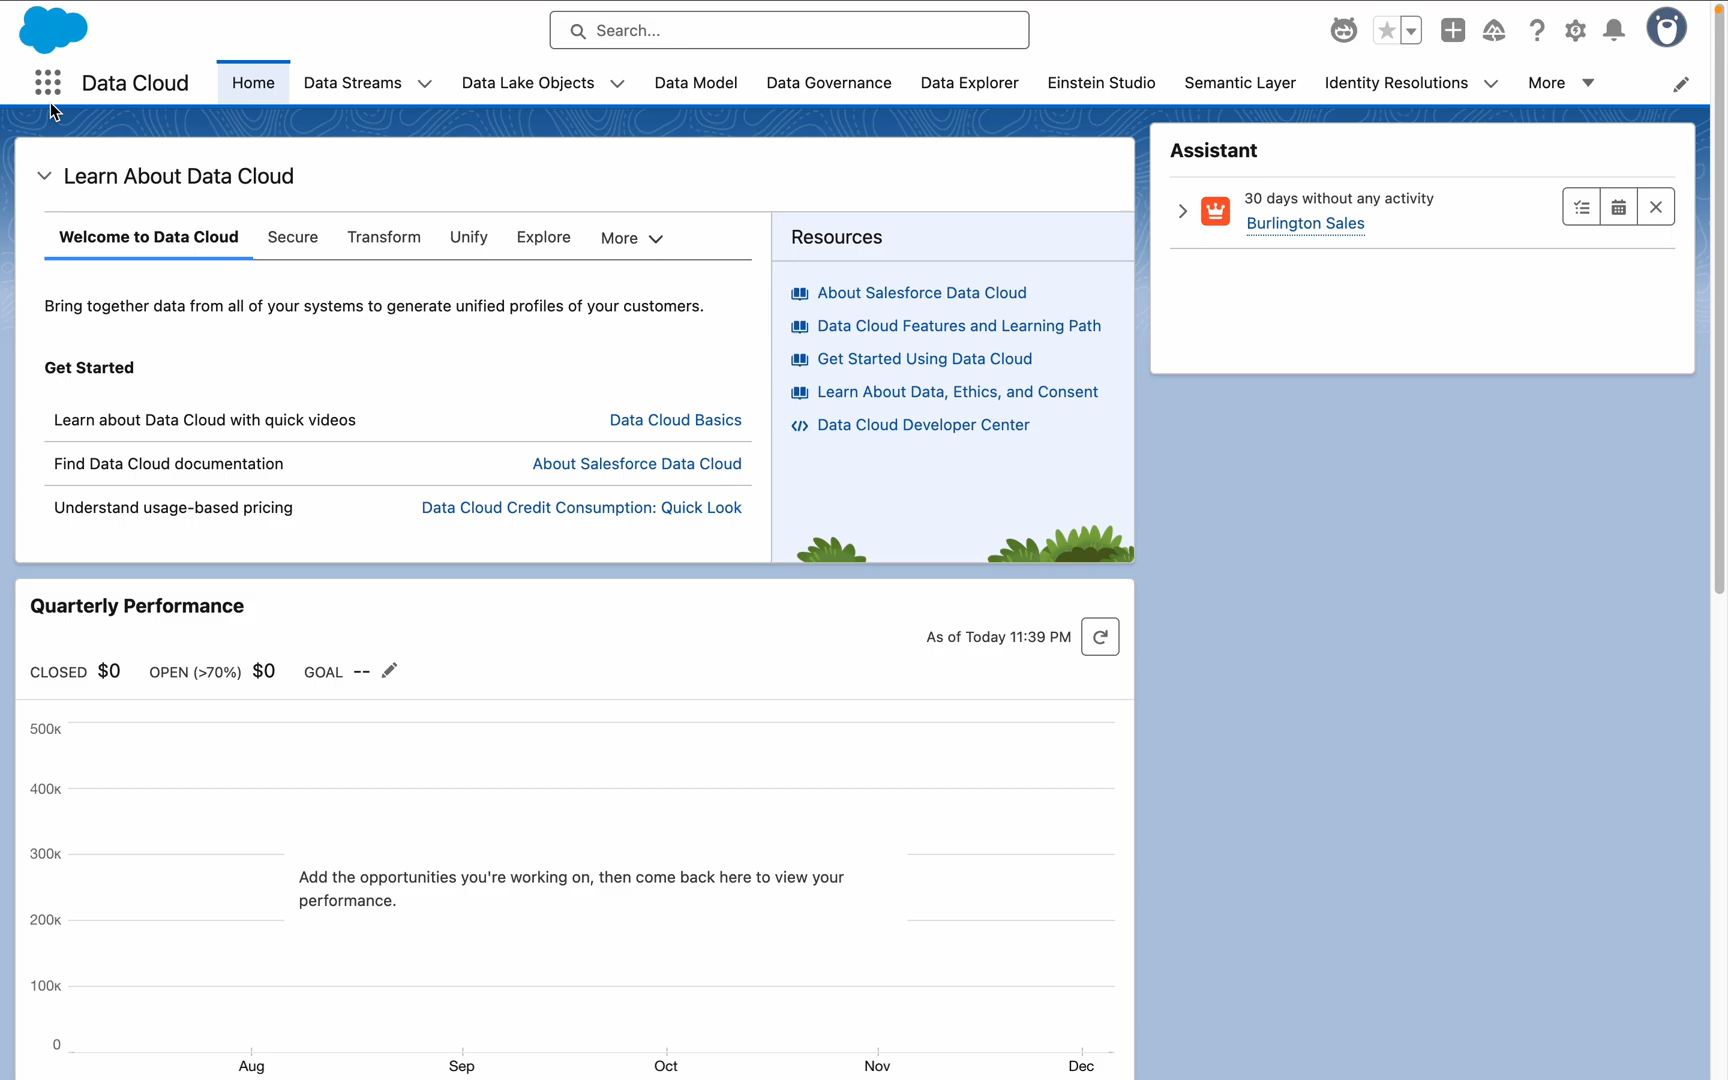 Search...
Data Cloud
Home
Data Streams
Data Lake Objects
Data Model
Data Governance
Data Explorer
Einstein Studio
Semantic Layer
Identity Resolutions
More
Learn About Data Cloud
Welcome to Data Cloud
Secure
Transform
Unify
Explore
More
Bring together data from all of your systems to generate unified profiles of your customers.
Get Started
Learn about Data Cloud with quick videos
Data Cloud Basics
Find Data Cloud documentation
About Salesforce Data Cloud
Understand usage-based pricing
Data Cloud Credit Consumption: Quick Look
Resources
About Salesforce Data Cloud
Data Cloud Features and Learning Path
Get Started Using Data Cloud
Learn About Data, Ethics, and Consent
Data Cloud Developer Center
Assistant
30 days without any activity
Burlington Sales
Quarterly Performance
As of Today 11:39 PM
CLOSED $0 OPEN (>70%) $0 GOAL --
500K
400K
300K
200K
100K
0
Add the opportunities you're working on, then come back here to view your
performance.
Aug
Sep
Oct
Nov
Dec